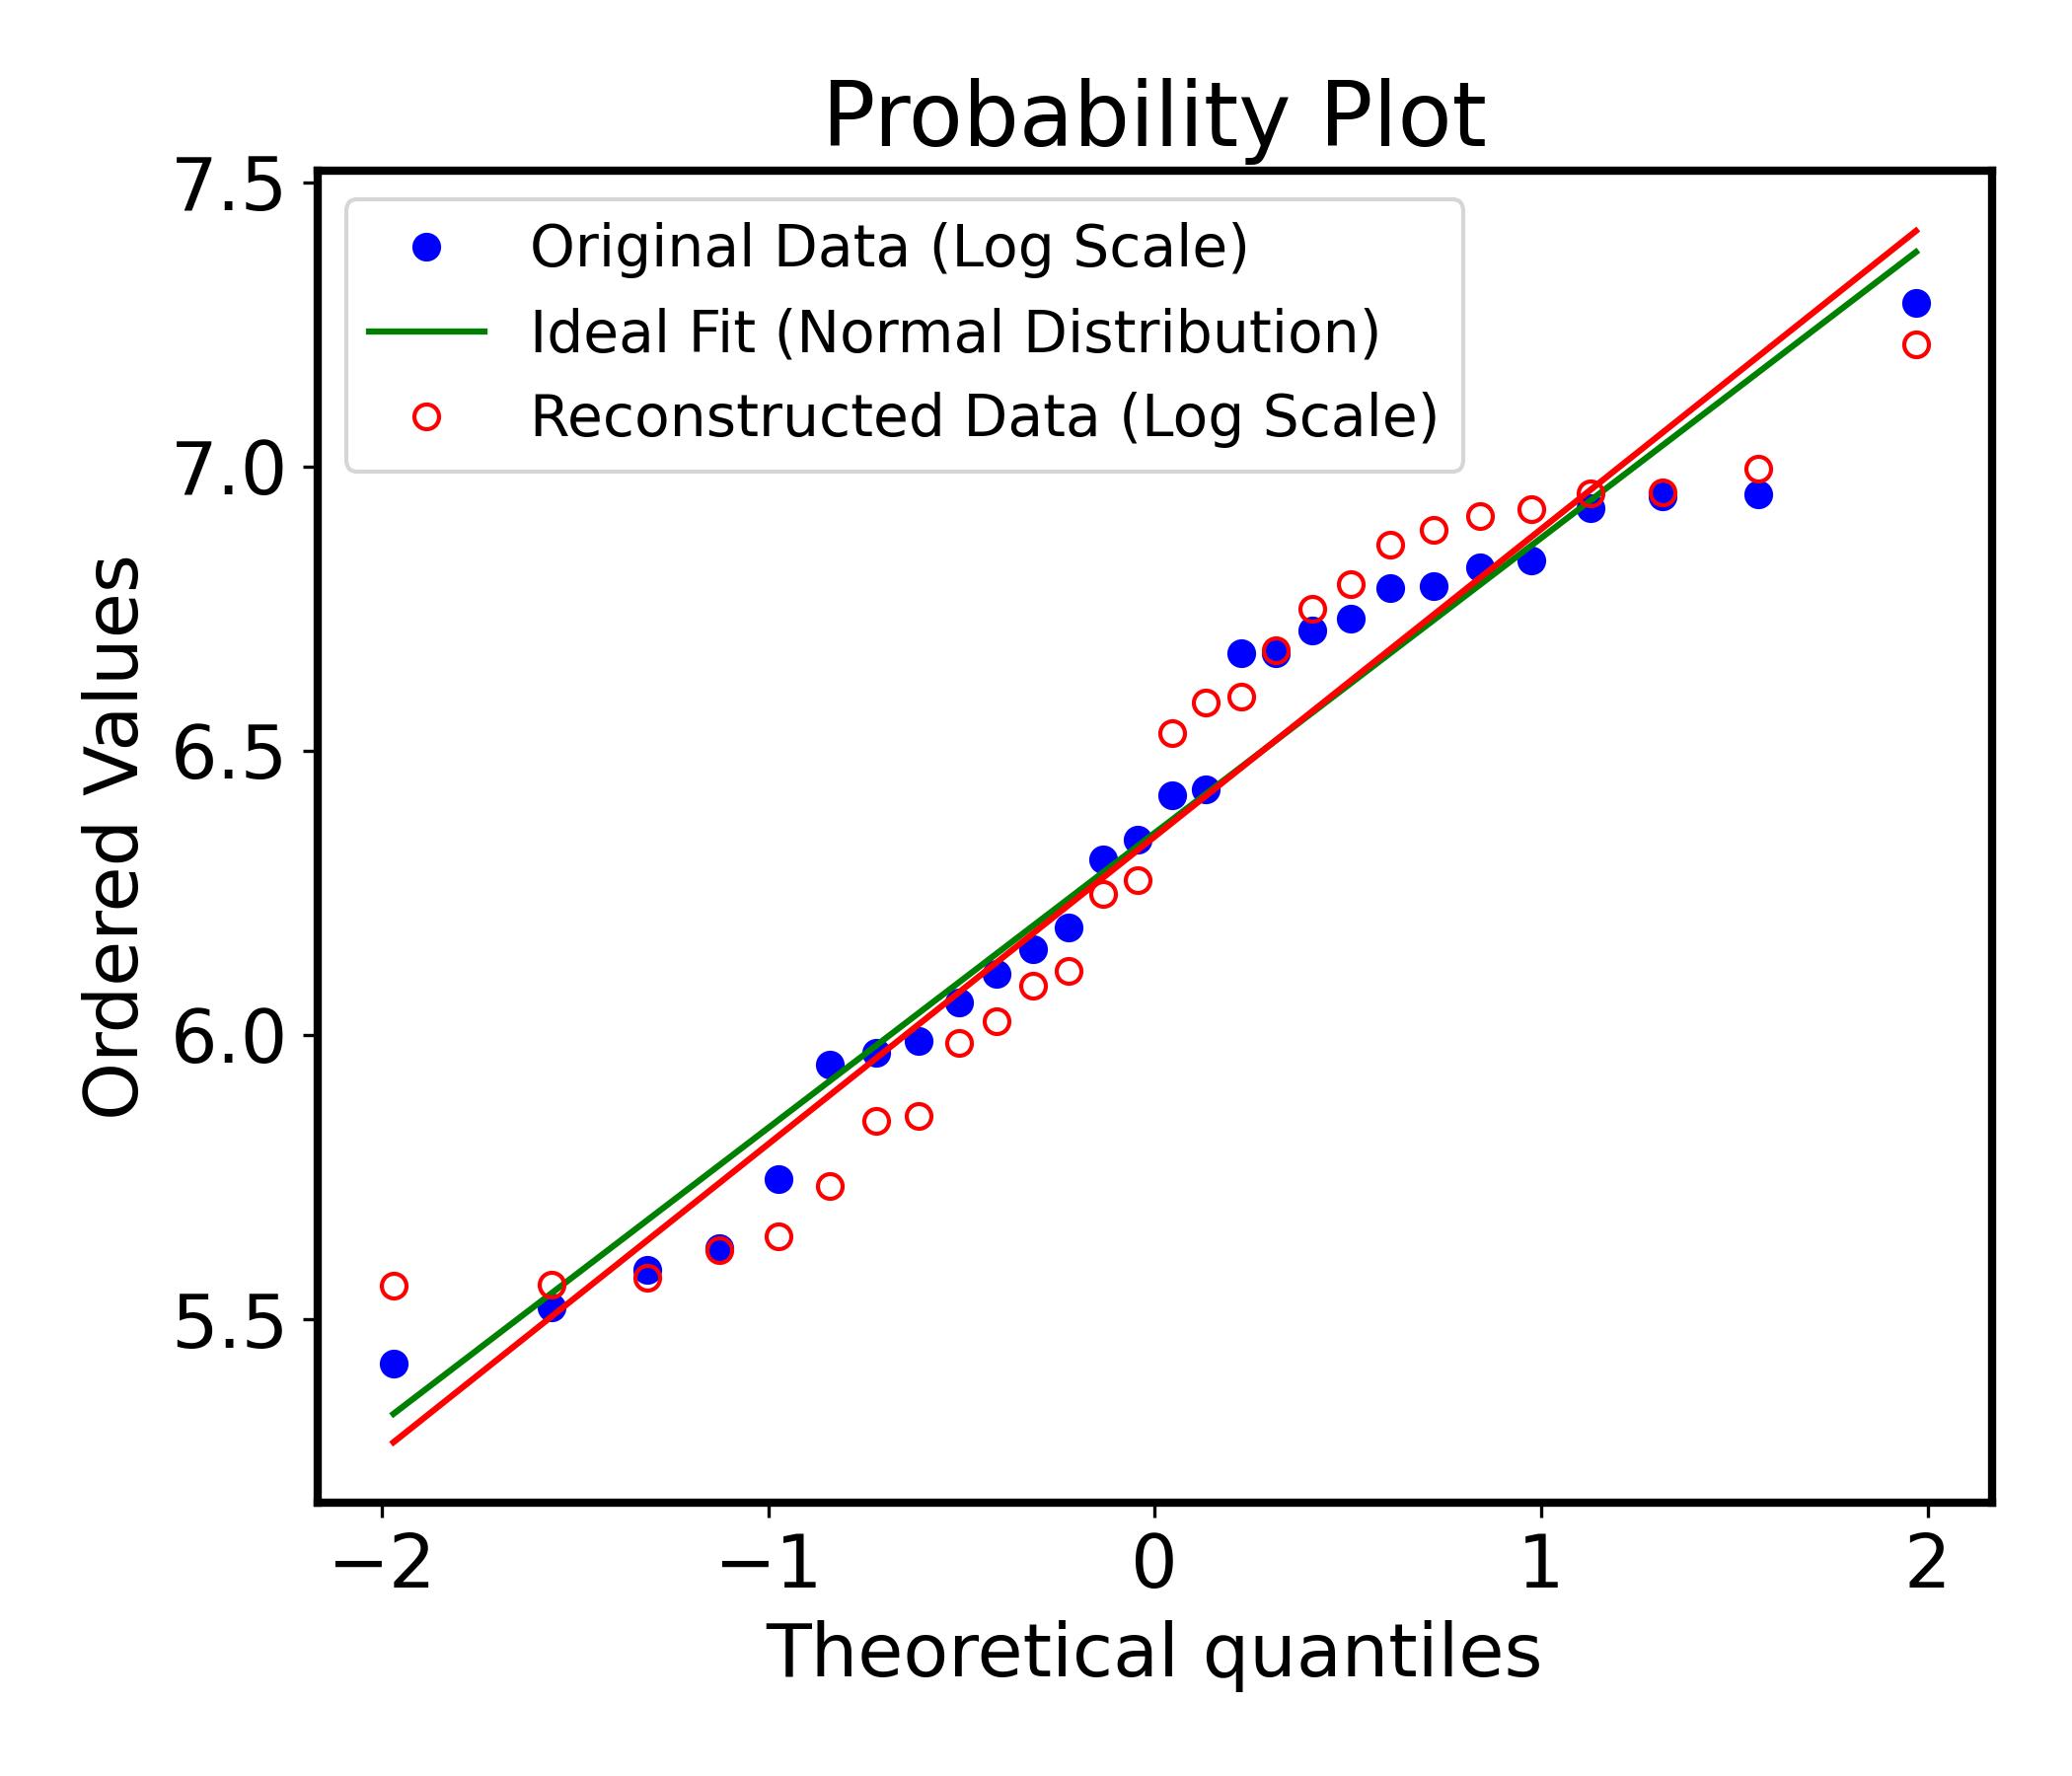 Probability Plot
7.5
7.0
6.5
6.0
5.5
Ordered Values
Original Data (Log Scale)
Ideal Fit (Normal Distribution)
Reconstructed Data (Log Scale)
−2 −1 0 1 2
Theoretical quantiles